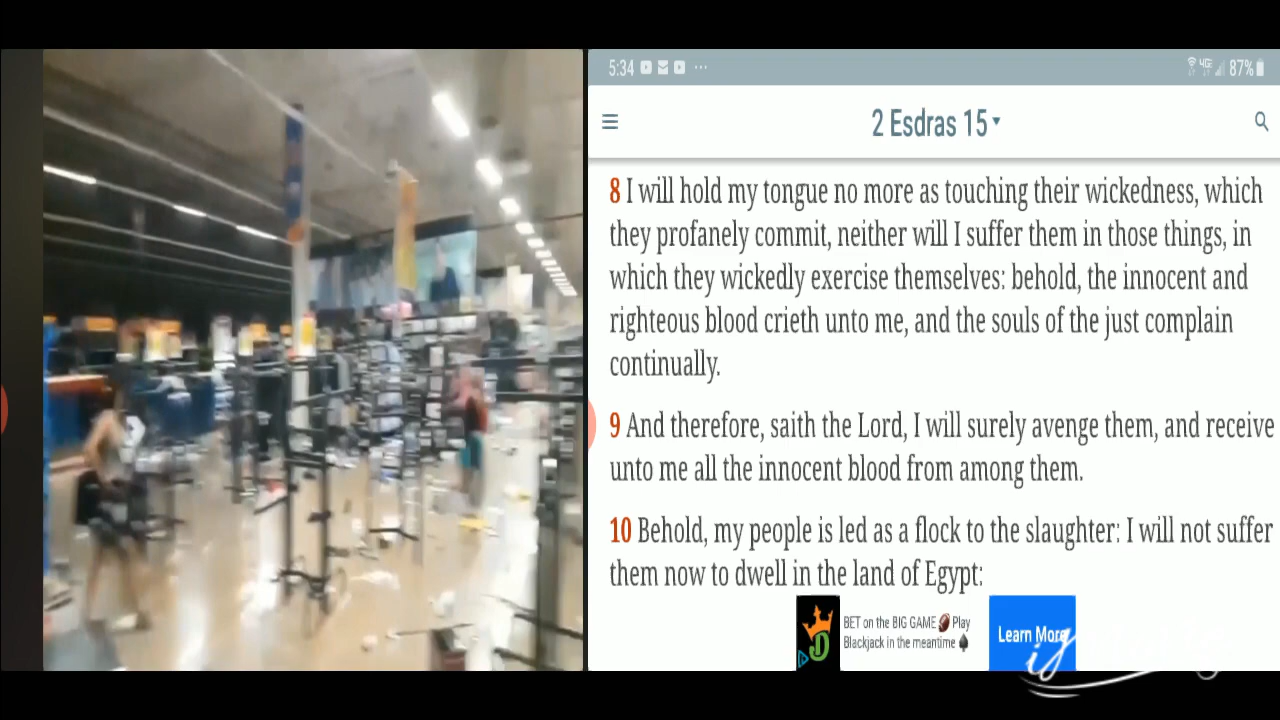 5:34
87%
2 Esdras 15
8 I will hold my tongue no more as touching their wickedness, which
they profanely commit, neither will I suffer them in those things, in
which they wickedly exercise themselves: behold, the innocent and
righteous blood crieth unto me, and the souls of the just complain
continually.
9 And therefore, saith the Lord, I will surely avenge them, and receive
unto me all the innocent blood from among them.
10 Behold, my people is led as a flock to the slaughter: I will not suffer
them now to dwell in the land of Egypt:
BET on the BIG GAME 🏈 Play
Blackjack in the meantime ♠
Learn More